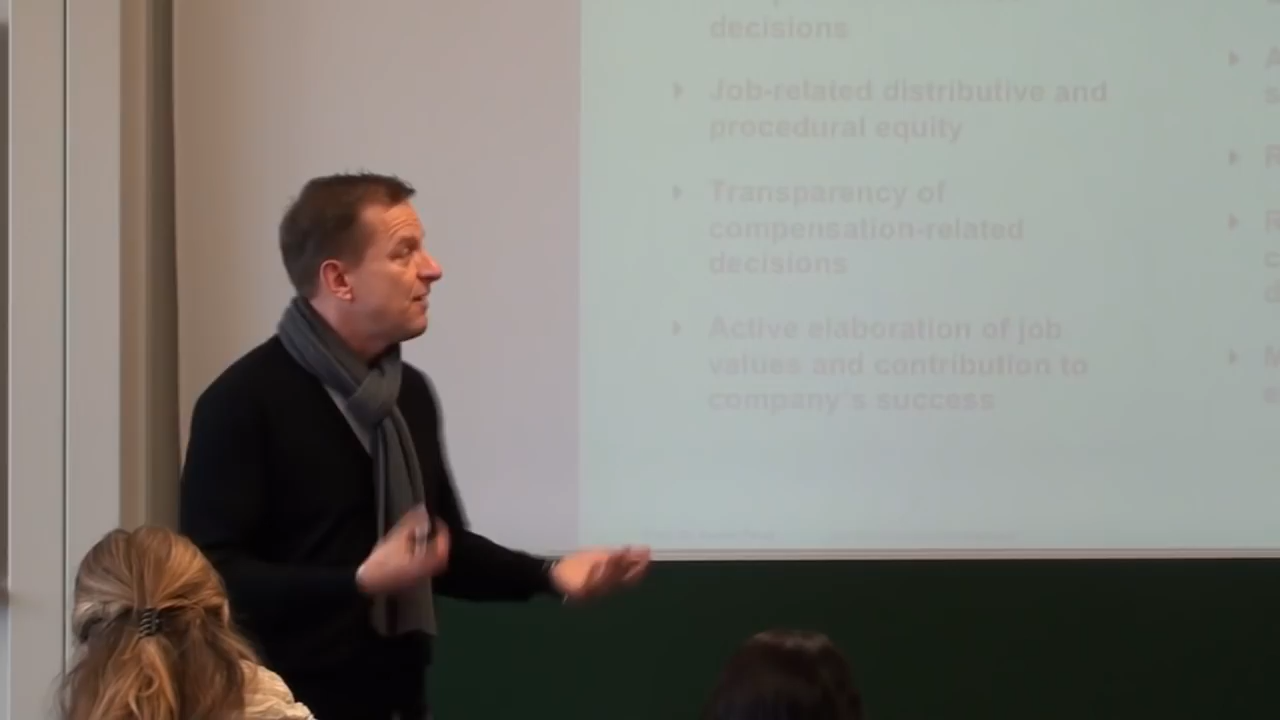 decisions
Job-related distributive and
procedural equity
Transparency of
compensation-related
decisions
Active elaboration of job
values and contribution to
company´s success